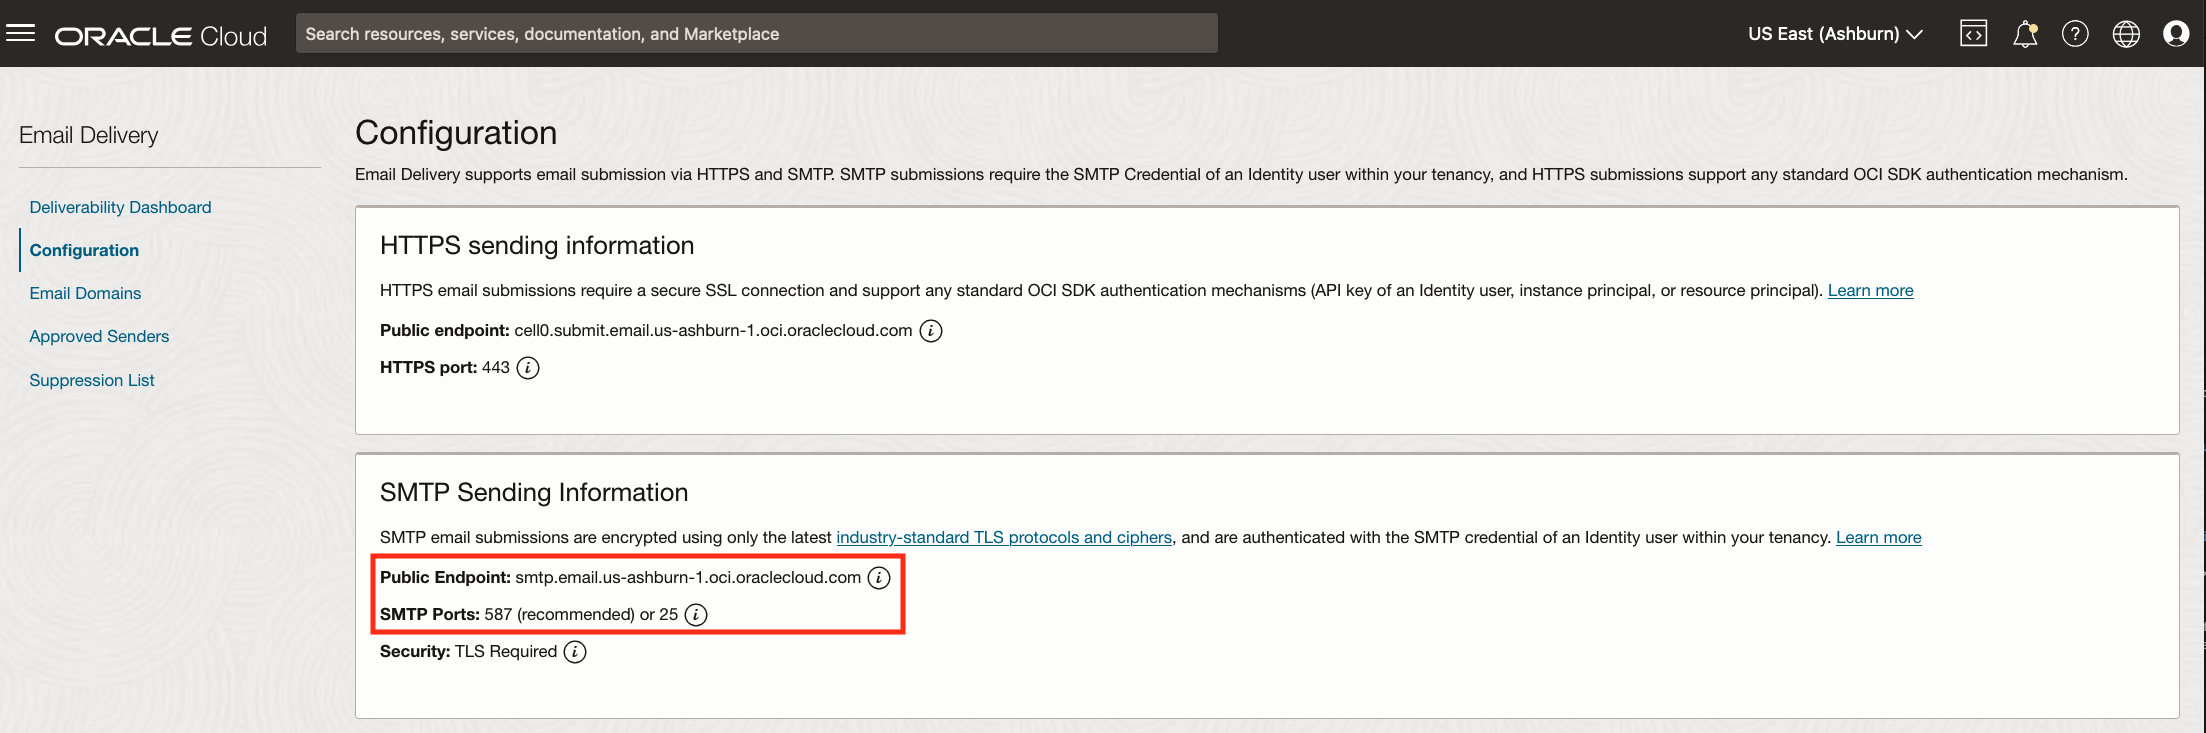 ORACLE Cloud
Search resources, services, documentation, and Marketplace
US East (Ashburn)
Email Delivery
Deliverability Dashboard
Configuration
Email Domains
Approved Senders
Suppression List
Configuration
Email Delivery supports email submission via HTTPS and SMTP. SMTP submissions require the SMTP Credential of an Identity user within your tenancy, and HTTPS submissions support any standard OCI SDK authentication mechanism.
HTTPS sending information
HTTPS email submissions require a secure SSL connection and support any standard OCI SDK authentication mechanisms (API key of an Identity user, instance principal, or resource principal). Learn more
Public endpoint: cell0.submit.email.us-ashburn-1.oci.oraclecloud.com
HTTPS port: 443
SMTP Sending Information
SMTP email submissions are encrypted using only the latest industry-standard TLS protocols and ciphers, and are authenticated with the SMTP credential of an Identity user within your tenancy. Learn more
Public Endpoint: smtp.email.us-ashburn-1.oci.oraclecloud.com
SMTP Ports: 587 (recommended) or 25
Security: TLS Required